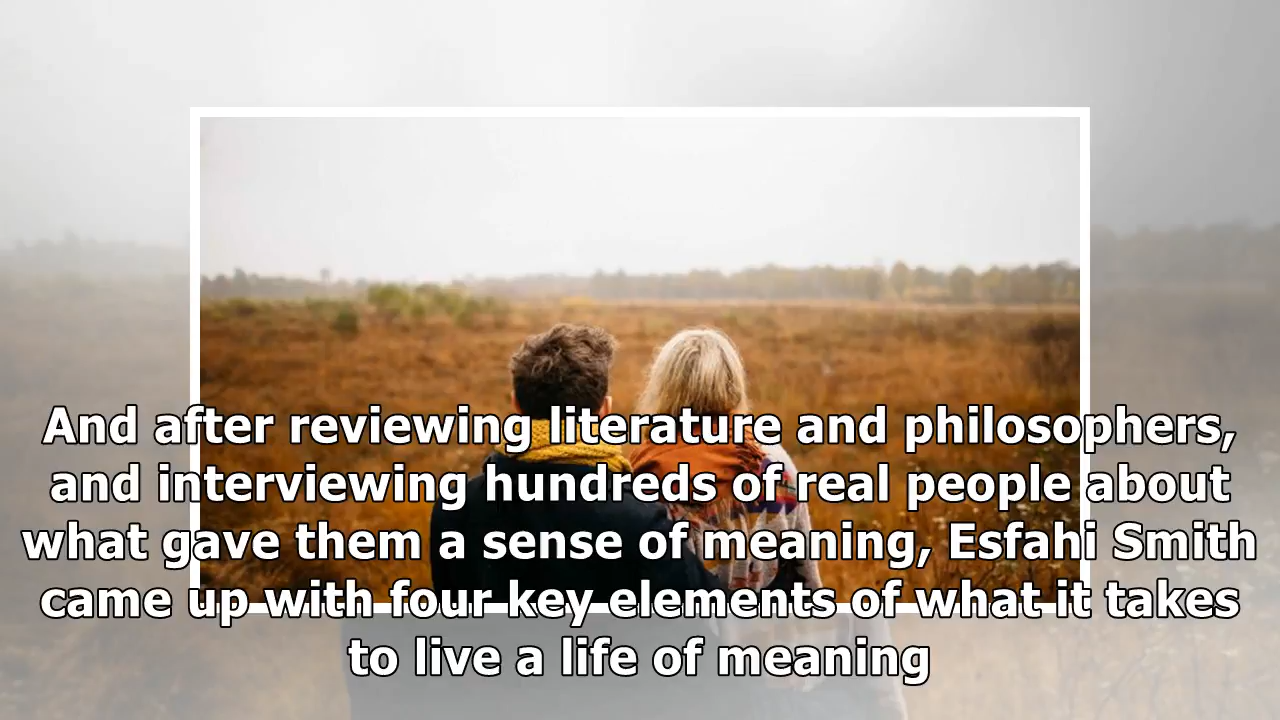 And after reviewing literature and philosophers,
and interviewing hundreds of real people about
what gave them a sense of meaning, Esfahi Smith
came up with four key elements of what it takes
to live a life of meaning